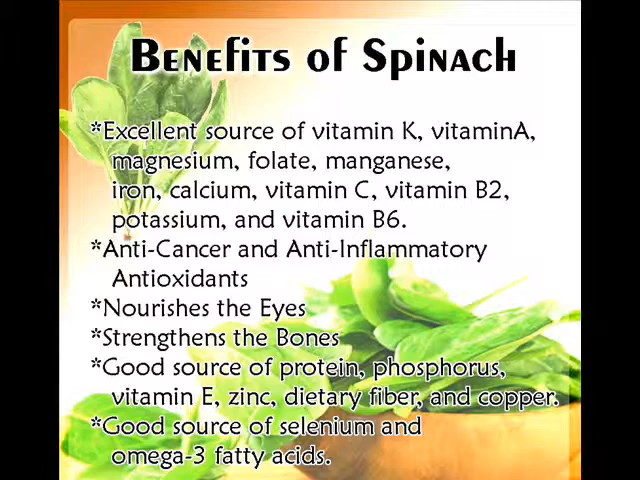 Benefits of Spinach
*Excellent source of vitamin K, vitaminA,
magnesium, folate, manganese,
iron, calcium, vitamin C, vitamin B2,
potassium, and vitamin B6.
*Anti-Cancer and Anti-Inflammatory
Antioxidants
*Nourishes the Eyes
*Strengthens the Bones
*Good source of protein, phosphorus,
vitamin E, zinc, dietary fiber, and copper.
*Good source of selenium and
omega-3 fatty acids.